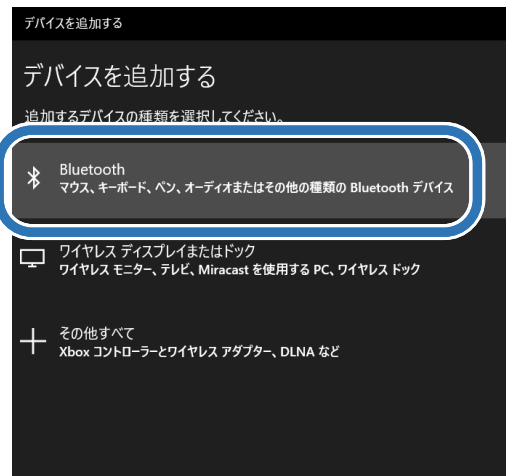 デバイスを追加する
デバイスを追加する
追加するデバイスの種類を選択してください。
Bluetooth
マウス、キーボード、ペン、オーディオまたはその他の種類の Bluetooth デバイス
ワイヤレス ディスプレイまたはドック
ワイヤレス モニター、テレビ、Miracast を使用する PC、ワイヤレス ドック
その他すべて
Xbox コントローラーとワイヤレス アダプター、DLNA など